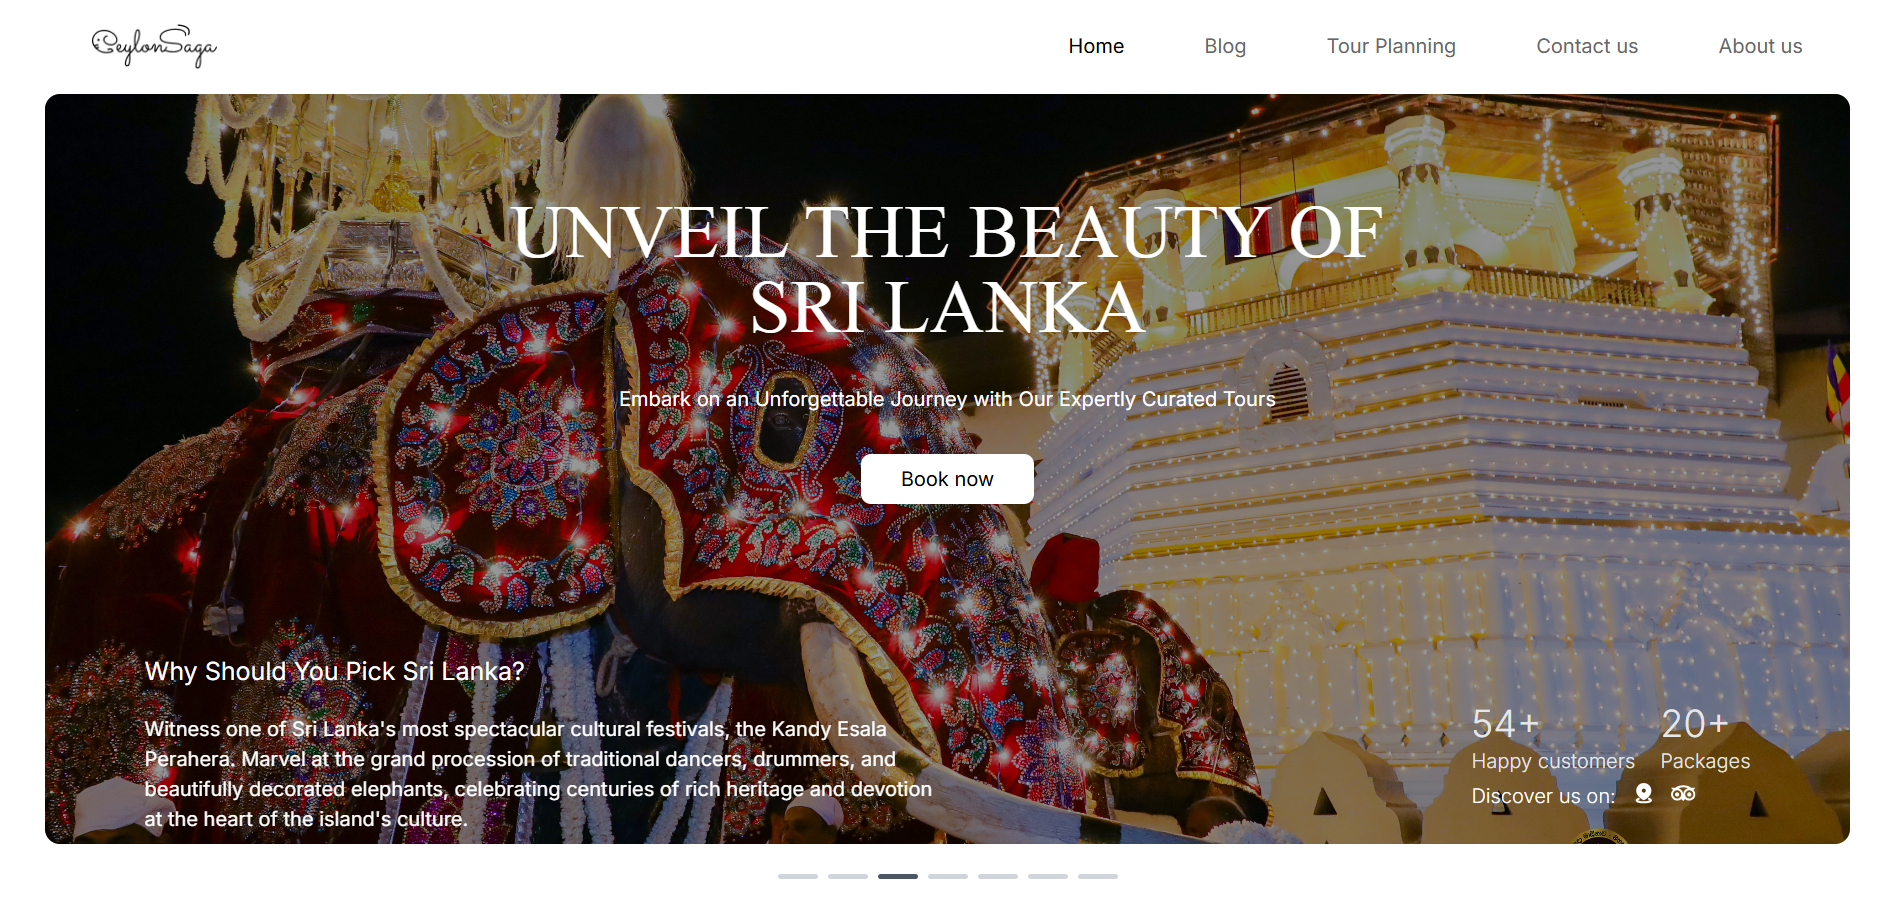 CeylonSaga
Home
Blog
Tour Planning
Contact us
About us
UNVEIL THE BEAUTY OF
SRI LANKA
Embark on an Unforgettable Journey with Our Expertly Curated Tours
Book now
Why Should You Pick Sri Lanka?
Witness one of Sri Lanka's most spectacular cultural festivals, the Kandy Esala
Perahera. Marvel at the grand procession of traditional dancers, drummers, and
beautifully decorated elephants, celebrating centuries of rich heritage and devotion
at the heart of the island's culture.
54+
Happy customers
20+
Packages
Discover us on: